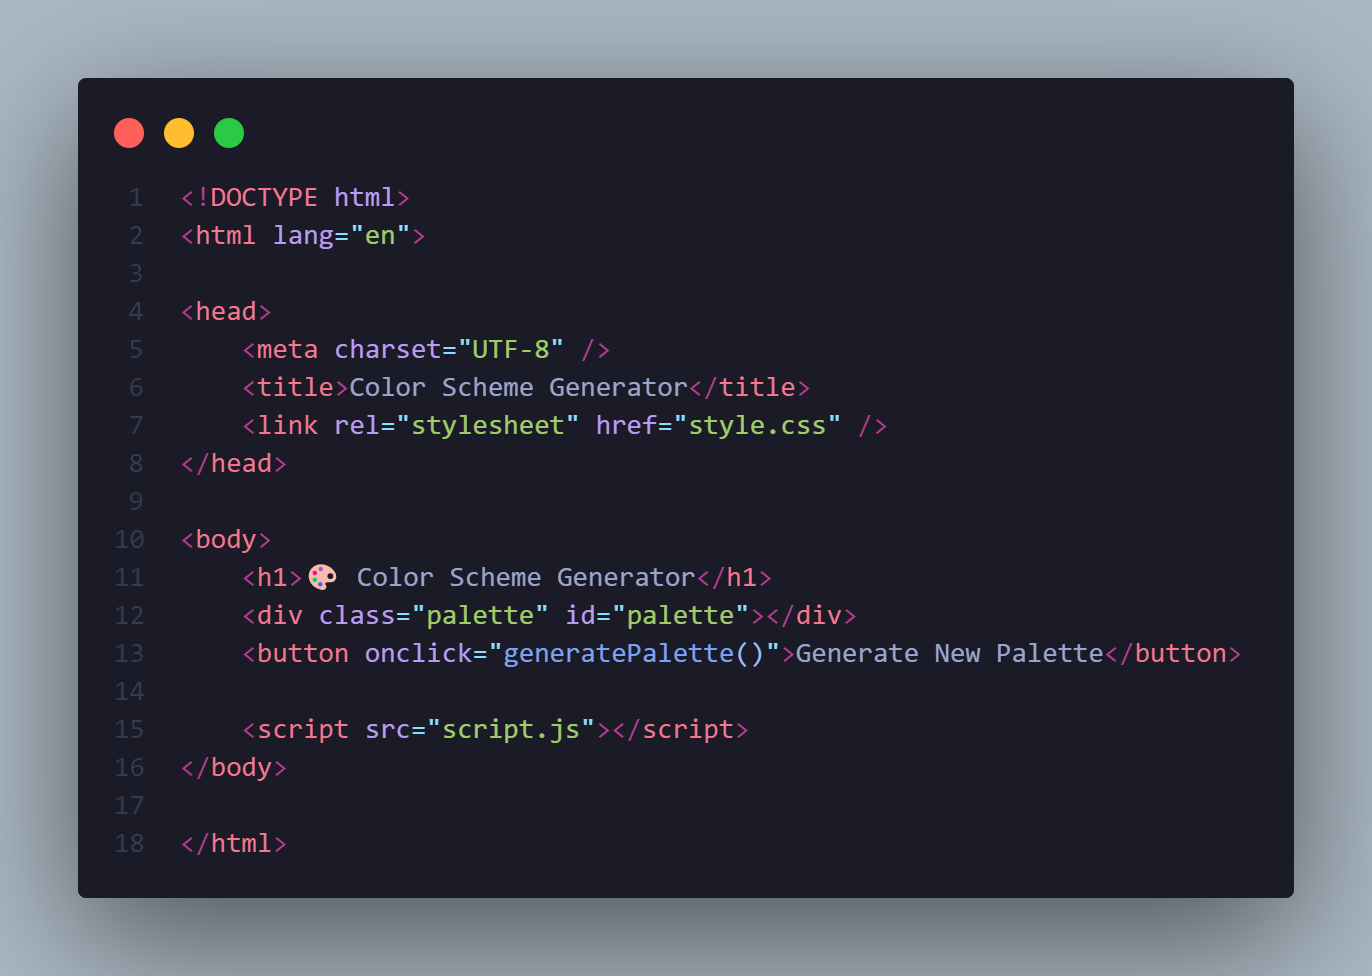 1 <!DOCTYPE html>
2 <html lang="en">
3
4 <head>
5     <meta charset="UTF-8" />
6     <title>Color Scheme Generator</title>
7     <link rel="stylesheet" href="style.css" />
8 </head>
9
10 <body>
11     <h1>🎨 Color Scheme Generator</h1>
12     <div class="palette" id="palette"></div>
13     <button onclick="generatePalette()">Generate New Palette</button>
14
15     <script src="script.js"></script>
16 </body>
17
18 </html>